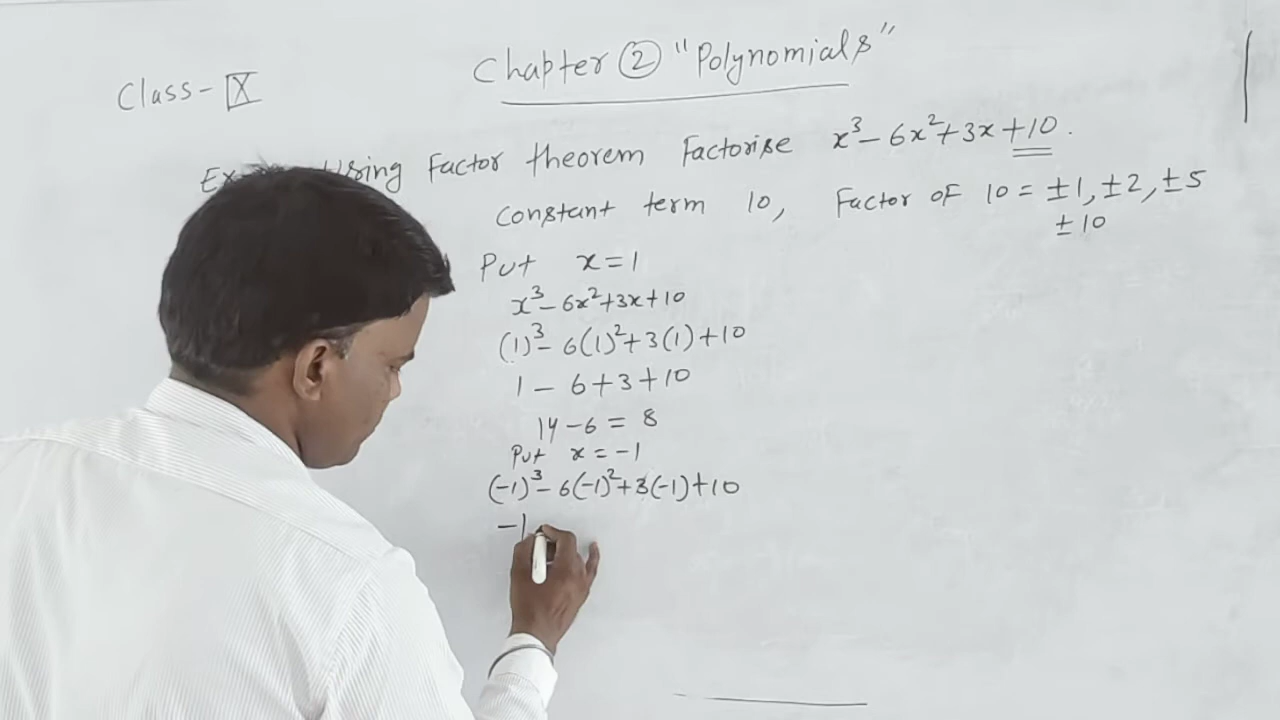 Chapter ② "Polynomials"
Class - X
Using Factor theorem Factorise x³ - 6x² + 3x + 10.
constant term 10, Factor of 10 = ±1, ±2, ±5
±10
Put x = 1
x³ - 6x² + 3x + 10
(1)³ - 6(1)² + 3(1) + 10
1 - 6 + 3 + 10
14 - 6 = 8
Put x = -1
(-1)³ - 6(-1)² + 3(-1) + 10
-1